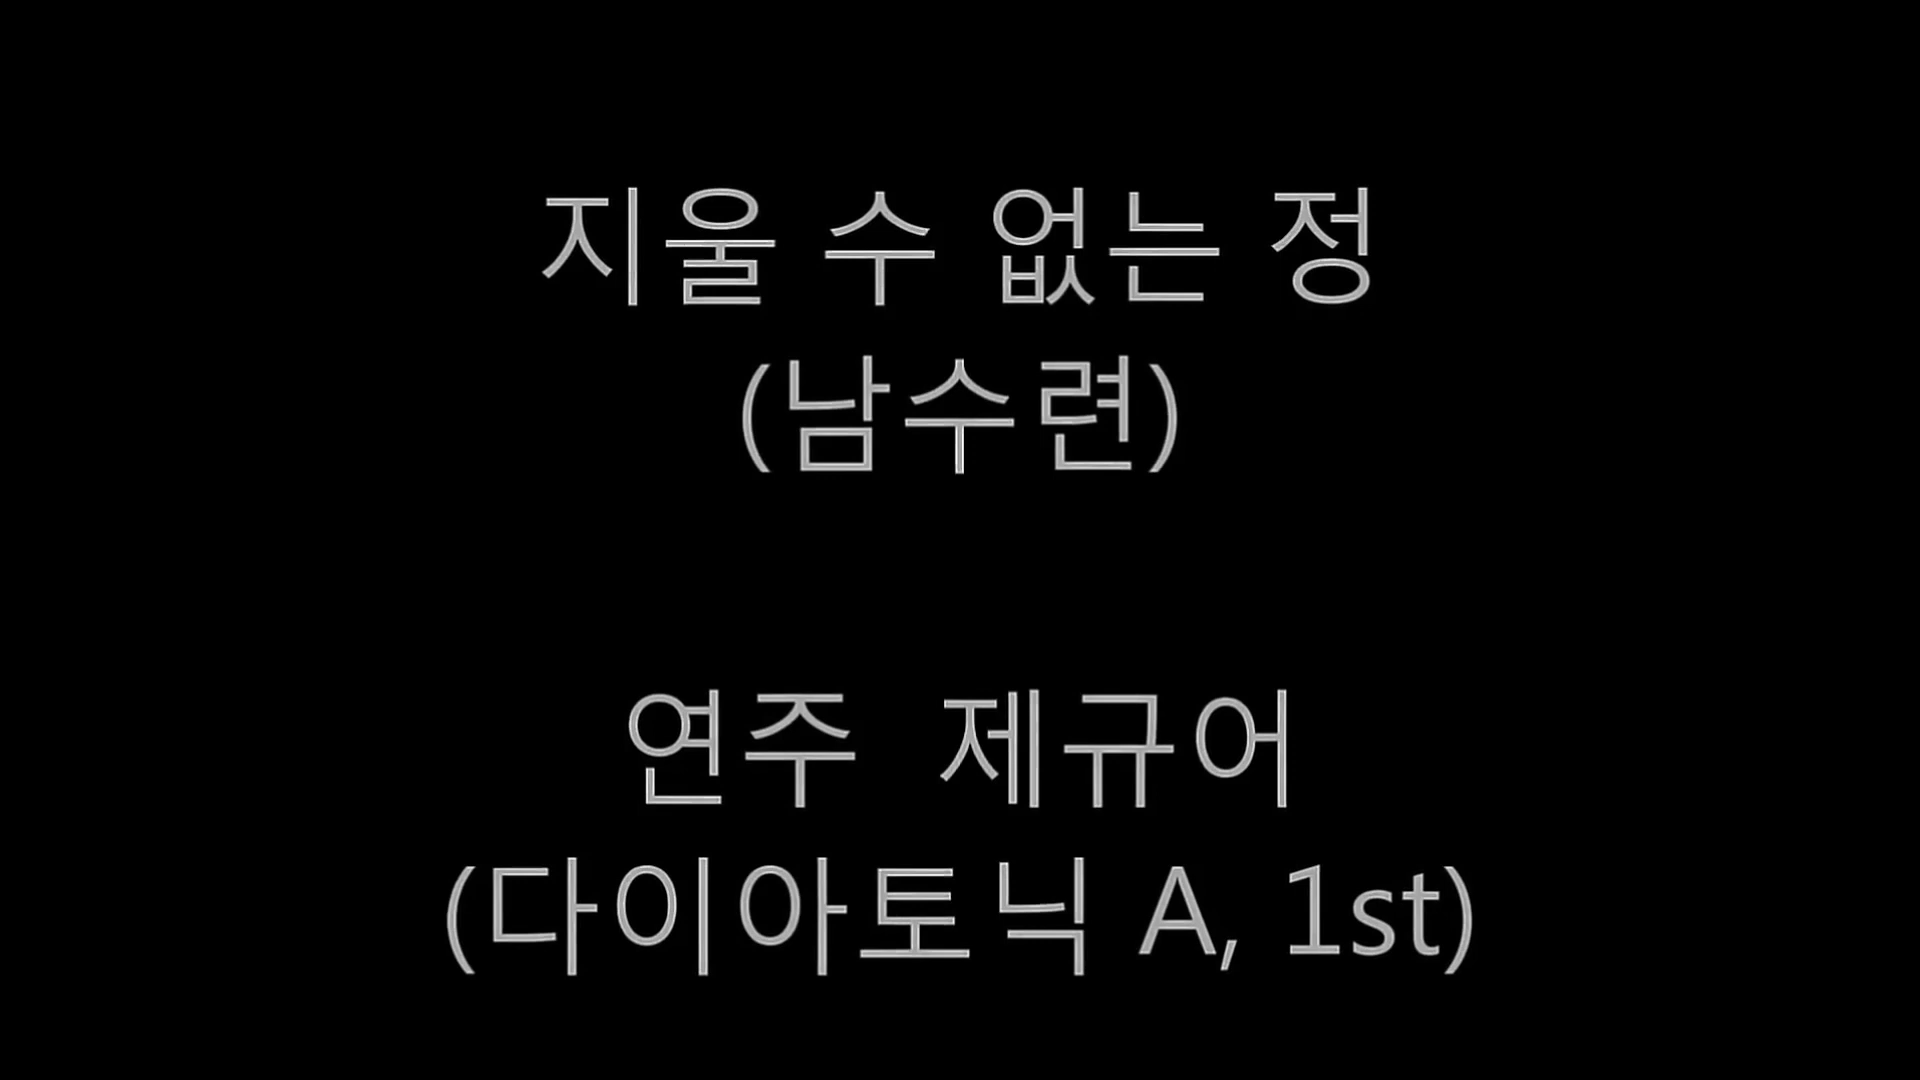 지울 수 없는 정
(남수련)
연주  제규어
(다이아토닉 A, 1st)